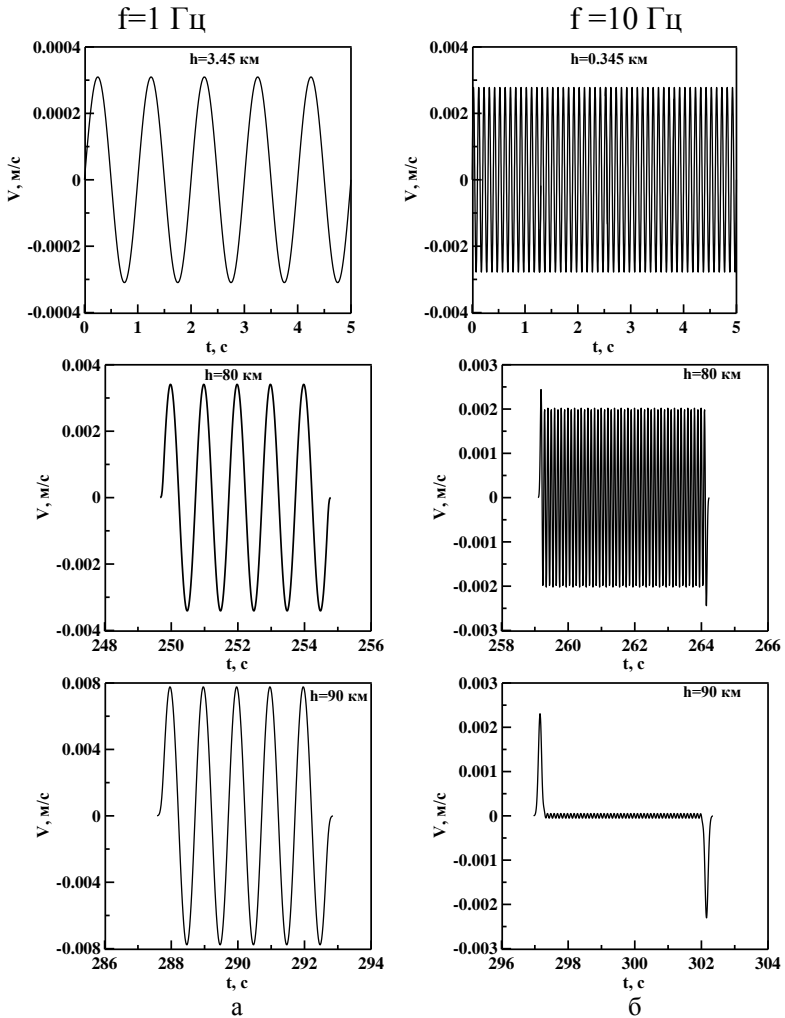 f=1 Гц
f =10 Гц
h=3.45 км
0.0004
0.0002
0
-0.0002
-0.0004
V, м/с
0 1 2 3 4 5
t, с
h=0.345 км
0.004
0.002
0
-0.002
-0.004
V, м/с
0 1 2 3 4 5
t, с
h=80 км
0.004
0.002
0
-0.002
-0.004
V, м/с
248 250 252 254 256
t, с
h=80 км
0.003
0.002
0.001
0
-0.001
-0.002
-0.003
V, м/с
258 260 262 264 266
t, с
h=90 км
0.008
0.004
0
-0.004
-0.008
V, м/с
286 288 290 292 294
t, с
а
h=90 км
0.003
0.002
0.001
0
-0.001
-0.002
-0.003
V, м/с
296 298 300 302 304
t, с
б